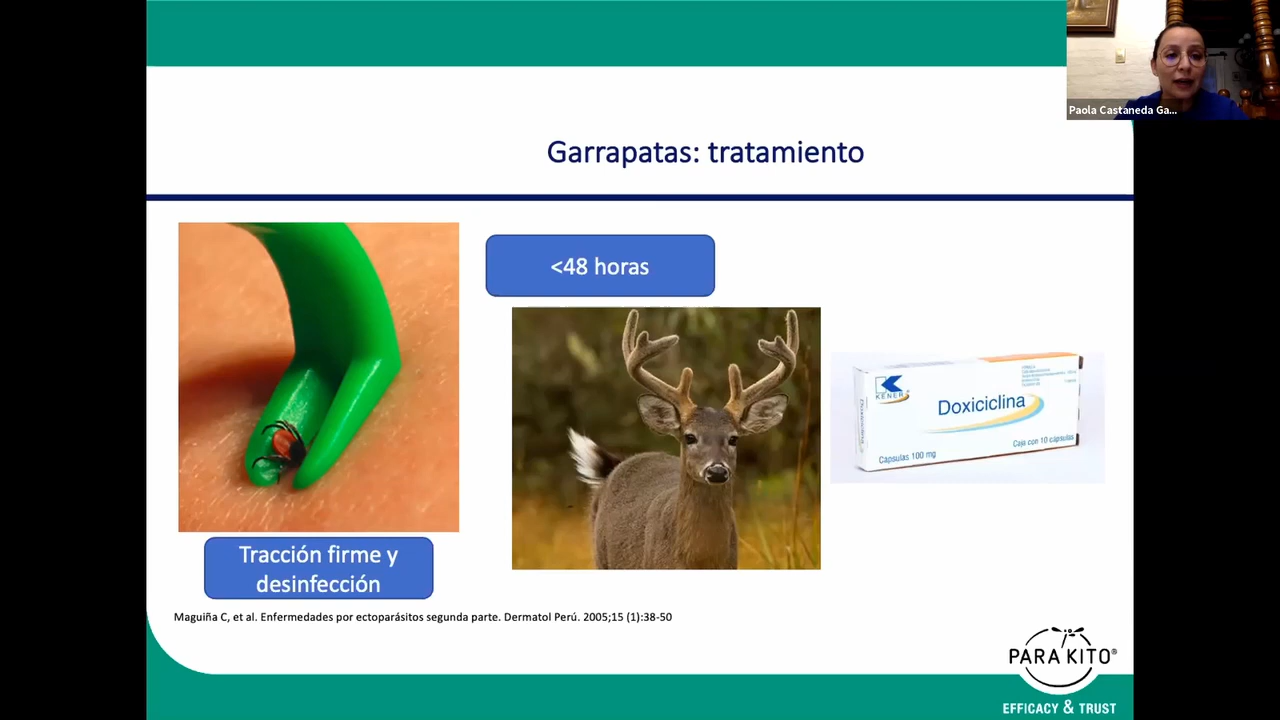 Paola Castaneda Ga...
Garrapatas: tratamiento
<48 horas
KENER
Doxiciclina
Caja con 10 cápsulas
Cápsulas 100 mg
Tracción firme y
desinfección
Maguiña C, et al. Enfermedades por ectoparásitos segunda parte. Dermatol Perú. 2005;15 (1):38-50
PARA KITO®
EFFICACY & TRUST